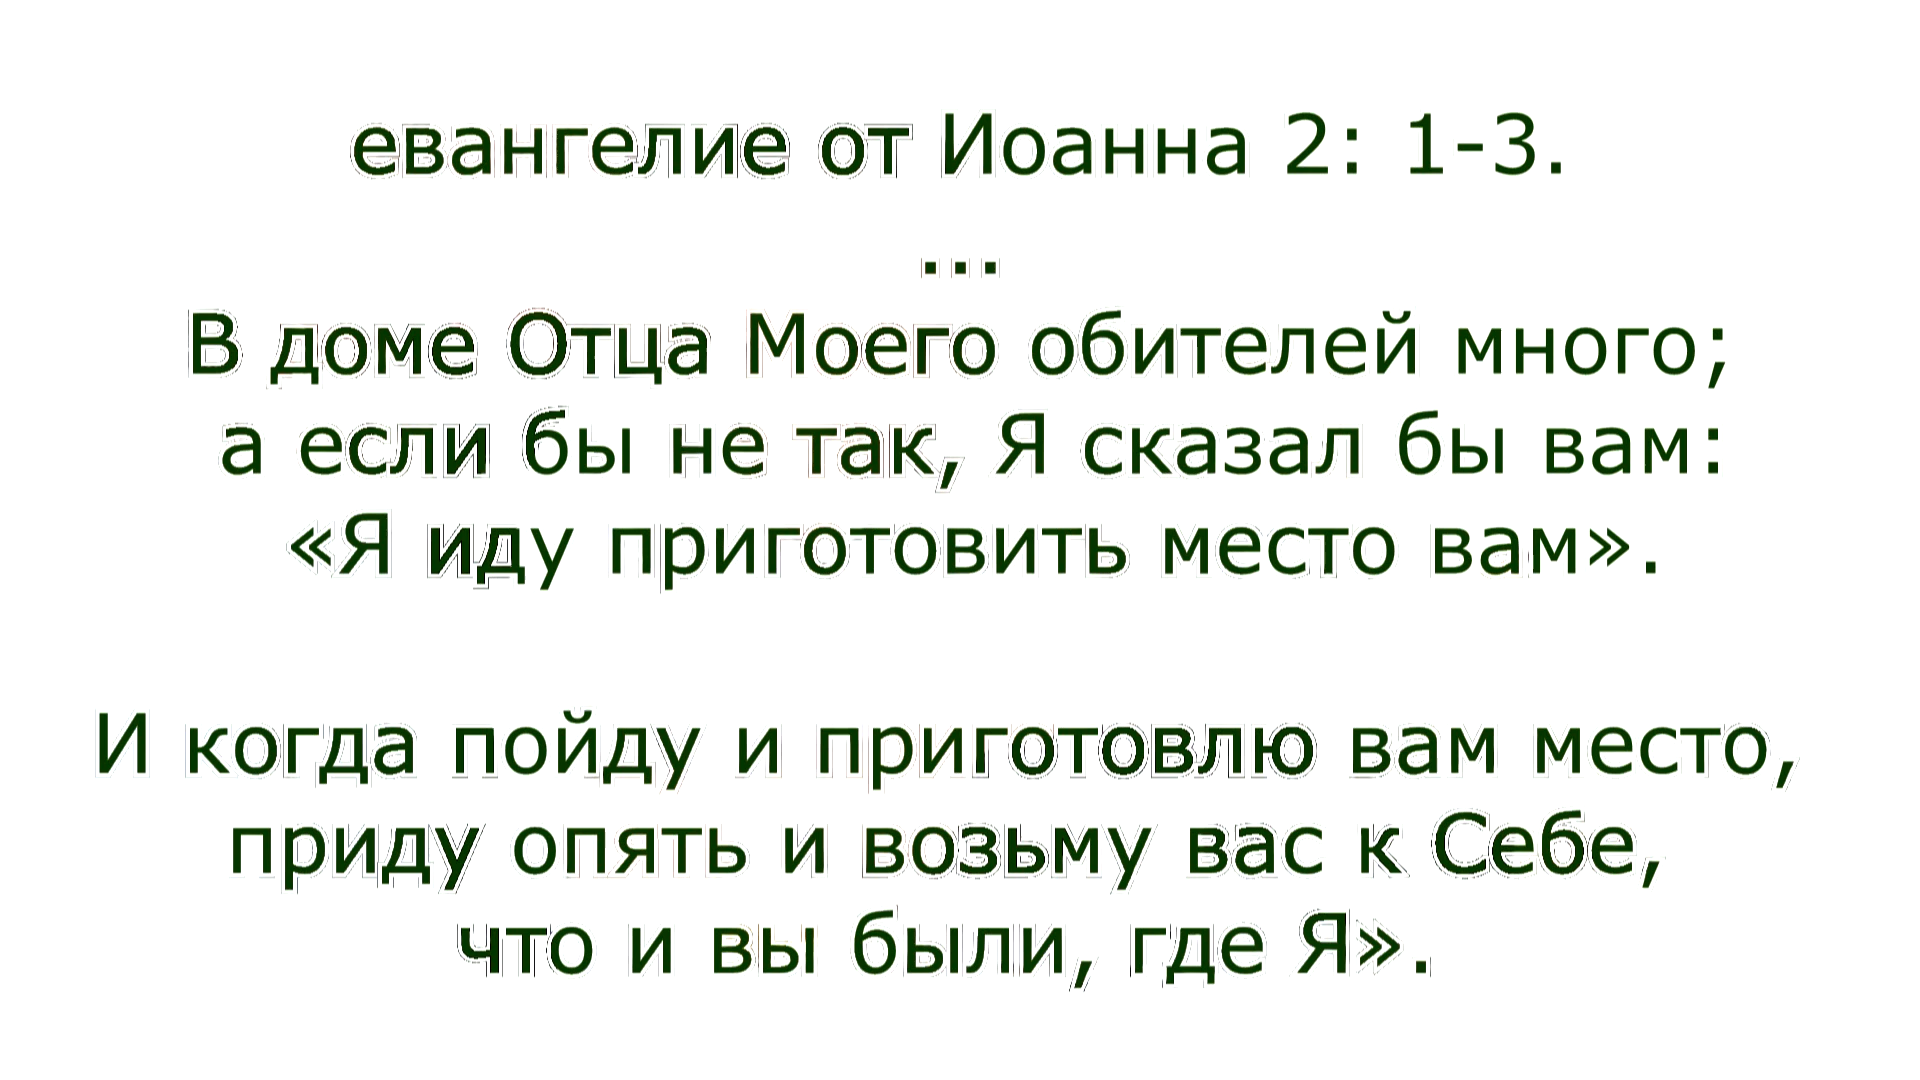 евангелие от Иоанна 2: 1-3.
...
В доме Отца Моего обителей много;
а если бы не так, Я сказал бы вам:
«Я иду приготовить место вам».
И когда пойду и приготовлю вам место,
приду опять и возьму вас к Себе,
что и вы были, где Я».